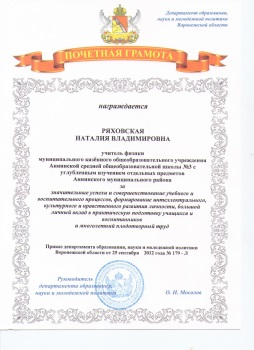 Департамент образования,
науки и молодежной политики
Воронежской области
ПОЧЕТНАЯ ГРАМОТА
награждается
РЯХОВСКАЯ
НАТАЛИЯ ВЛАДИМИРОВНА
учитель физики
муниципального казённого общеобразовательного учреждения
Аннинской средней общеобразовательной школы №3 с
углубленным изучением отдельных предметов
Аннинского муниципального района
за
значительные успехи и совершенствование учебного и
воспитательного процессов, формирование интеллектуального,
культурного и нравственного развития личности, большой
личный вклад в практическую подготовку учащихся и
воспитанников
и многолетний плодотворный труд
Приказ департамента образования, науки и молодежной политики
Воронежской области от 25 сентября 2012 года № 179 - Л
Руководитель
департамента образования,
науки и молодежной политики
О. Н. Мосолов